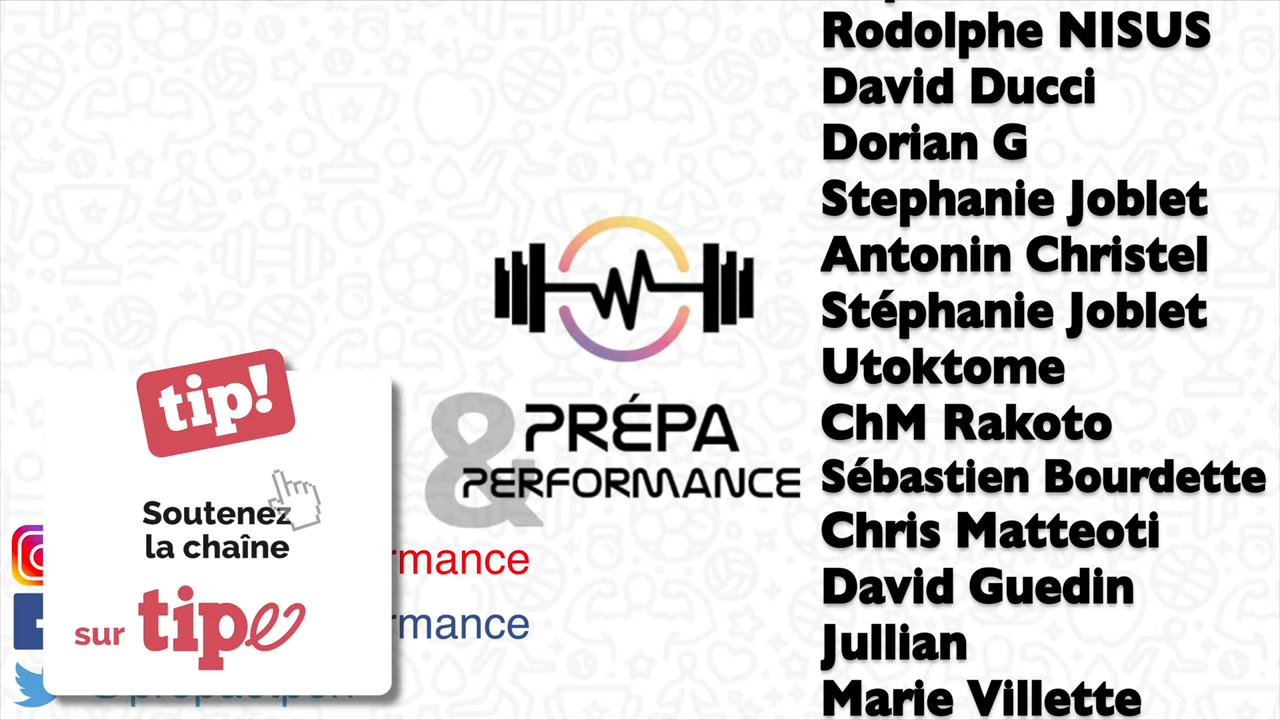 Rodolphe NISUS
David Ducci
Dorian G
Stephanie Joblet
Antonin Christel
Stéphanie Joblet
Utoktome
ChM Rakoto
Sébastien Bourdette
Chris Matteoti
David Guedin
Jullian
Marie Villette
&
PRÉPA
PERFORMANCE
tip!
Soutenez
la chaîne
sur tipeee
rmance
rmance